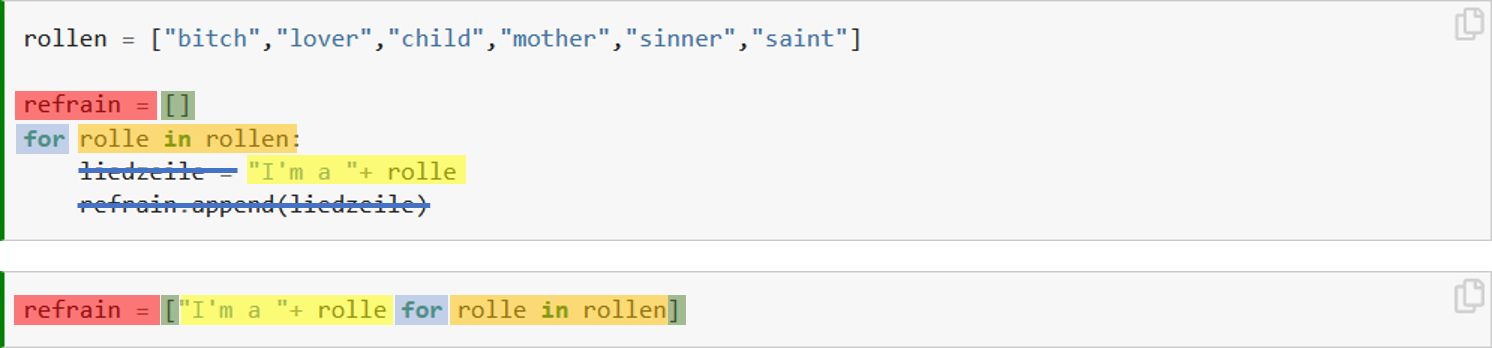 rollen = ["bitch","lover","child","mother","sinner","saint"]
refrain = []
for rolle in rollen:
liedzeile = "I'm a "+ rolle
refrain.append(liedzeile)
refrain = ["I'm a "+ rolle for rolle in rollen]